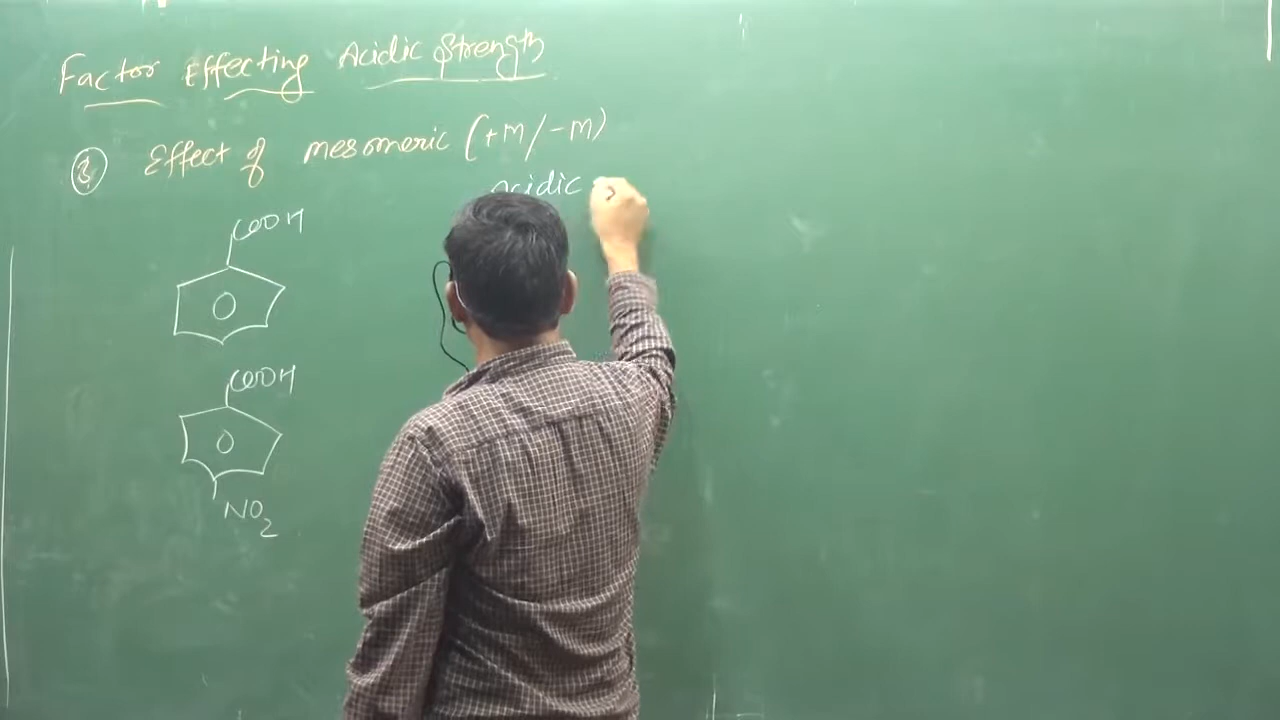 Factor Effecting Acidic Strength
3 Effect of mesomeric (+M/-M)
acidic
COOH
COOH
NO2